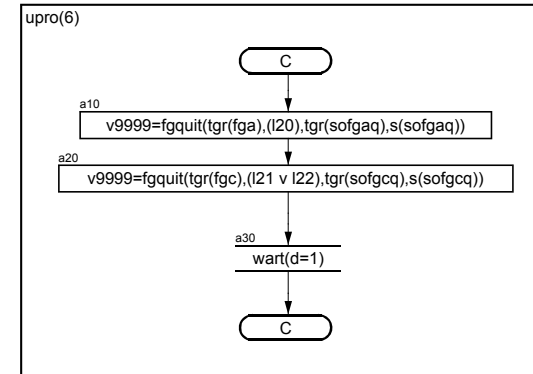 upro(6)
C
a10
v9999=fgquit(tgr(fga),(l20),tgr(sofgaq),s(sofgaq))
a20
v9999=fgquit(tgr(fgc),(l21 v l22),tgr(sofgcq),s(sofgcq))
a30
wart(d=1)
C